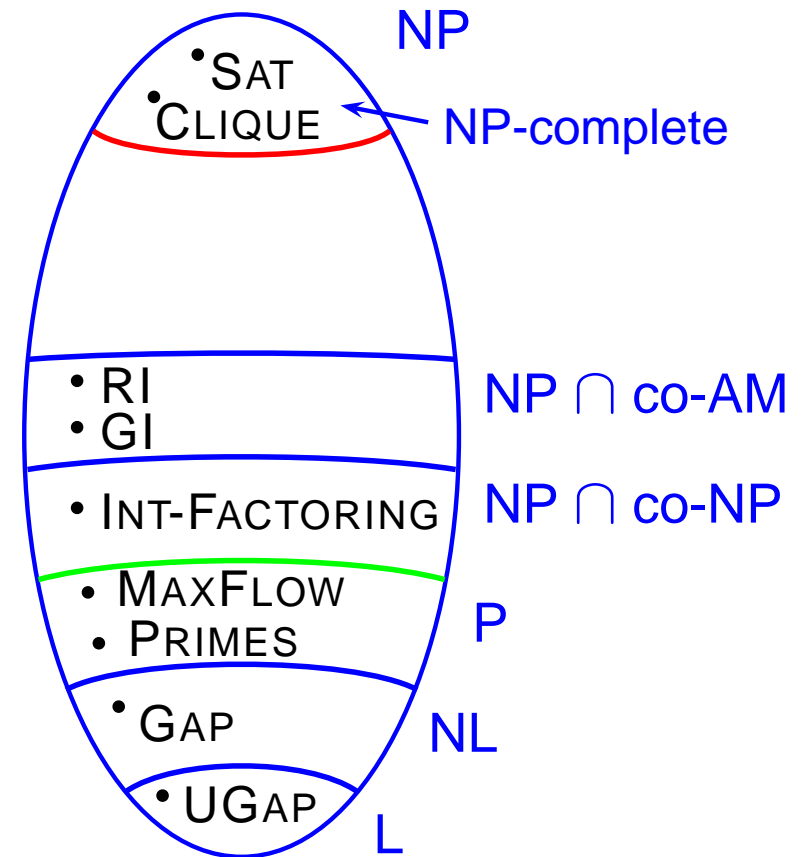 NP
• SAT
• CLIQUE
NP-complete
• RI
• GI
NP ∩ co-AM
• INT-FACTORING
NP ∩ co-NP
• MAXFLOW
• PRIMES
P
• GAP
NL
• UGAP
L